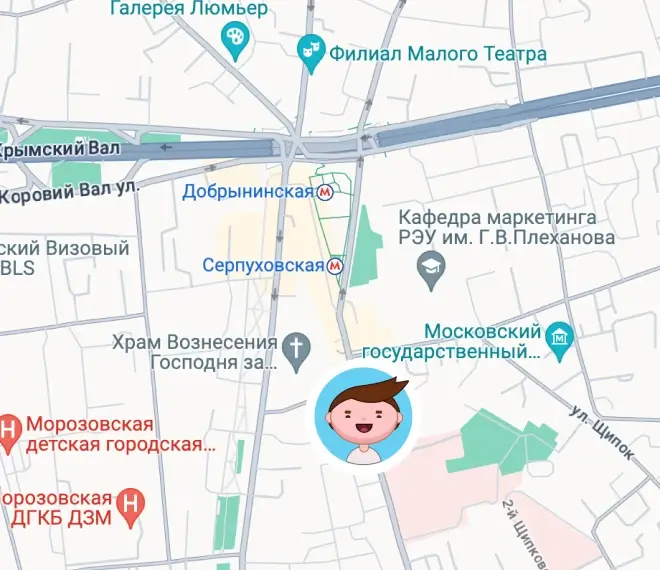 Галерея Люмьер
Филиал Малого Театра
Крымский Вал
Коровий Вал ул.
Добрынинская М
Кафедра маркетинга
РЭУ им. Г.В.Плеханова
ский Визовый
BLS
Серпуховская М
Московский
государственный...
Храм Вознесения
Господня за...
ул. Щипок
Морозовская
детская городская...
орозовская
ДГКБ ДЗМ
2-й Щипков